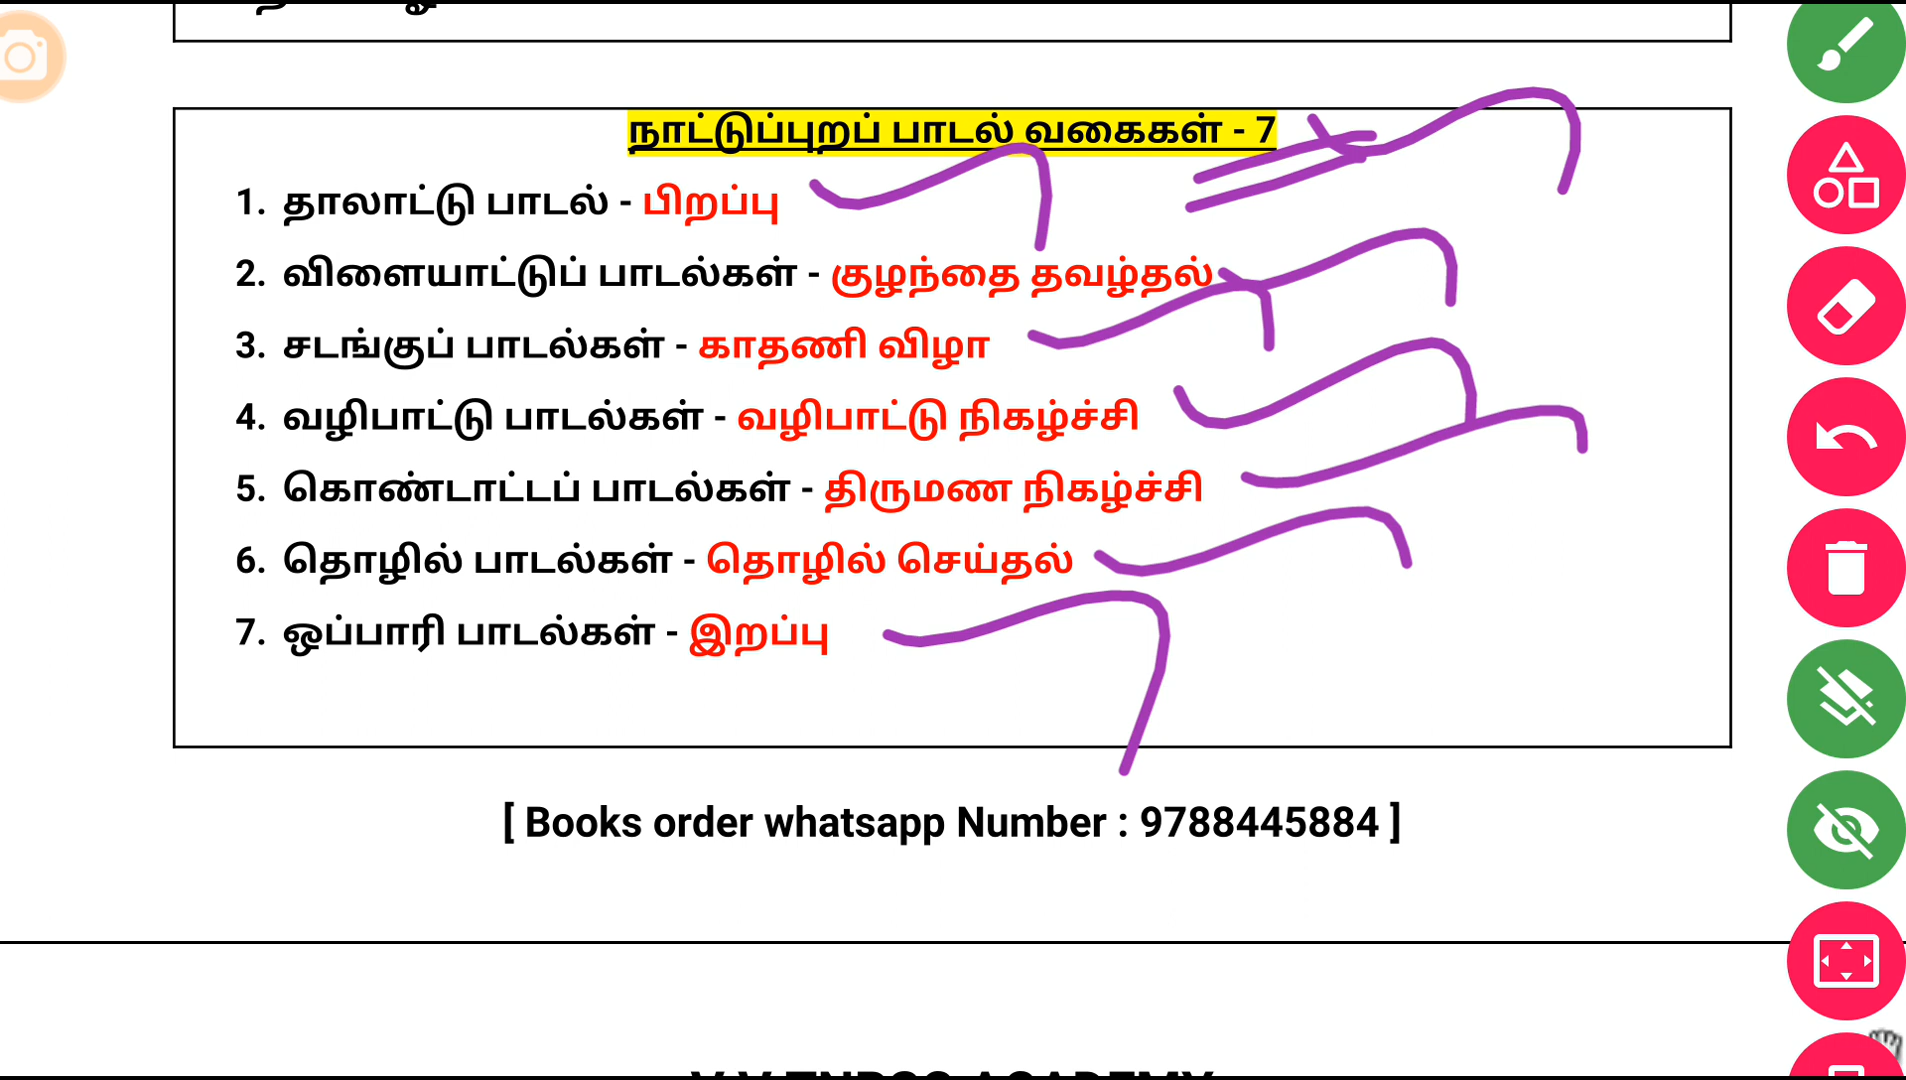 நாட்டுப்புறப் பாடல் வகைகள் - 7
1. தாலாட்டு பாடல் - பிறப்பு
2. விளையாட்டுப் பாடல்கள் - குழந்தை தவழ்தல்
3. சடங்குப் பாடல்கள் - காதணி விழா
4. வழிபாட்டு பாடல்கள் - வழிபாட்டு நிகழ்ச்சி
5. கொண்டாட்டப் பாடல்கள் - திருமண நிகழ்ச்சி
6. தொழில் பாடல்கள் - தொழில் செய்தல்
7. ஒப்பாரி பாடல்கள் - இறப்பு
[ Books order whatsapp Number : 9788445884 ]